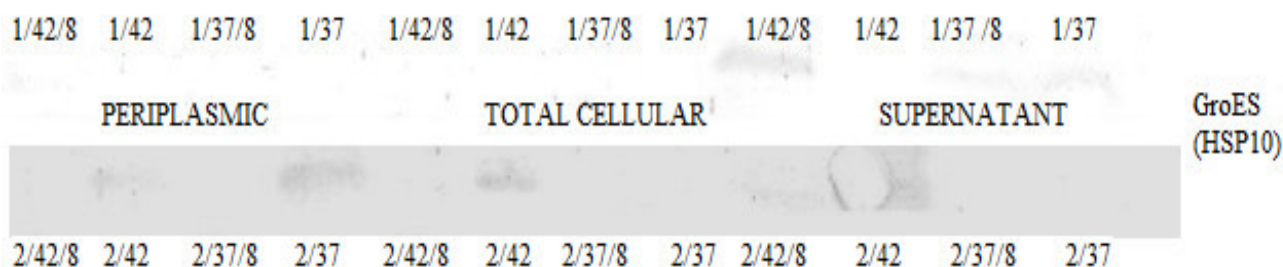 1/42/8 1/42 1/37/8 1/37 1/42/8 1/42 1/37/8 1/37 1/42/8 1/42 1/37 /8 1/37
PERIPLASMIC TOTAL CELLULAR SUPERNATANT
GroES
(HSP10)
2/42/8 2/42 2/37/8 2/37 2/42/8 2/42 2/37/8 2/37 2/42/8 2/42 2/37/8 2/37